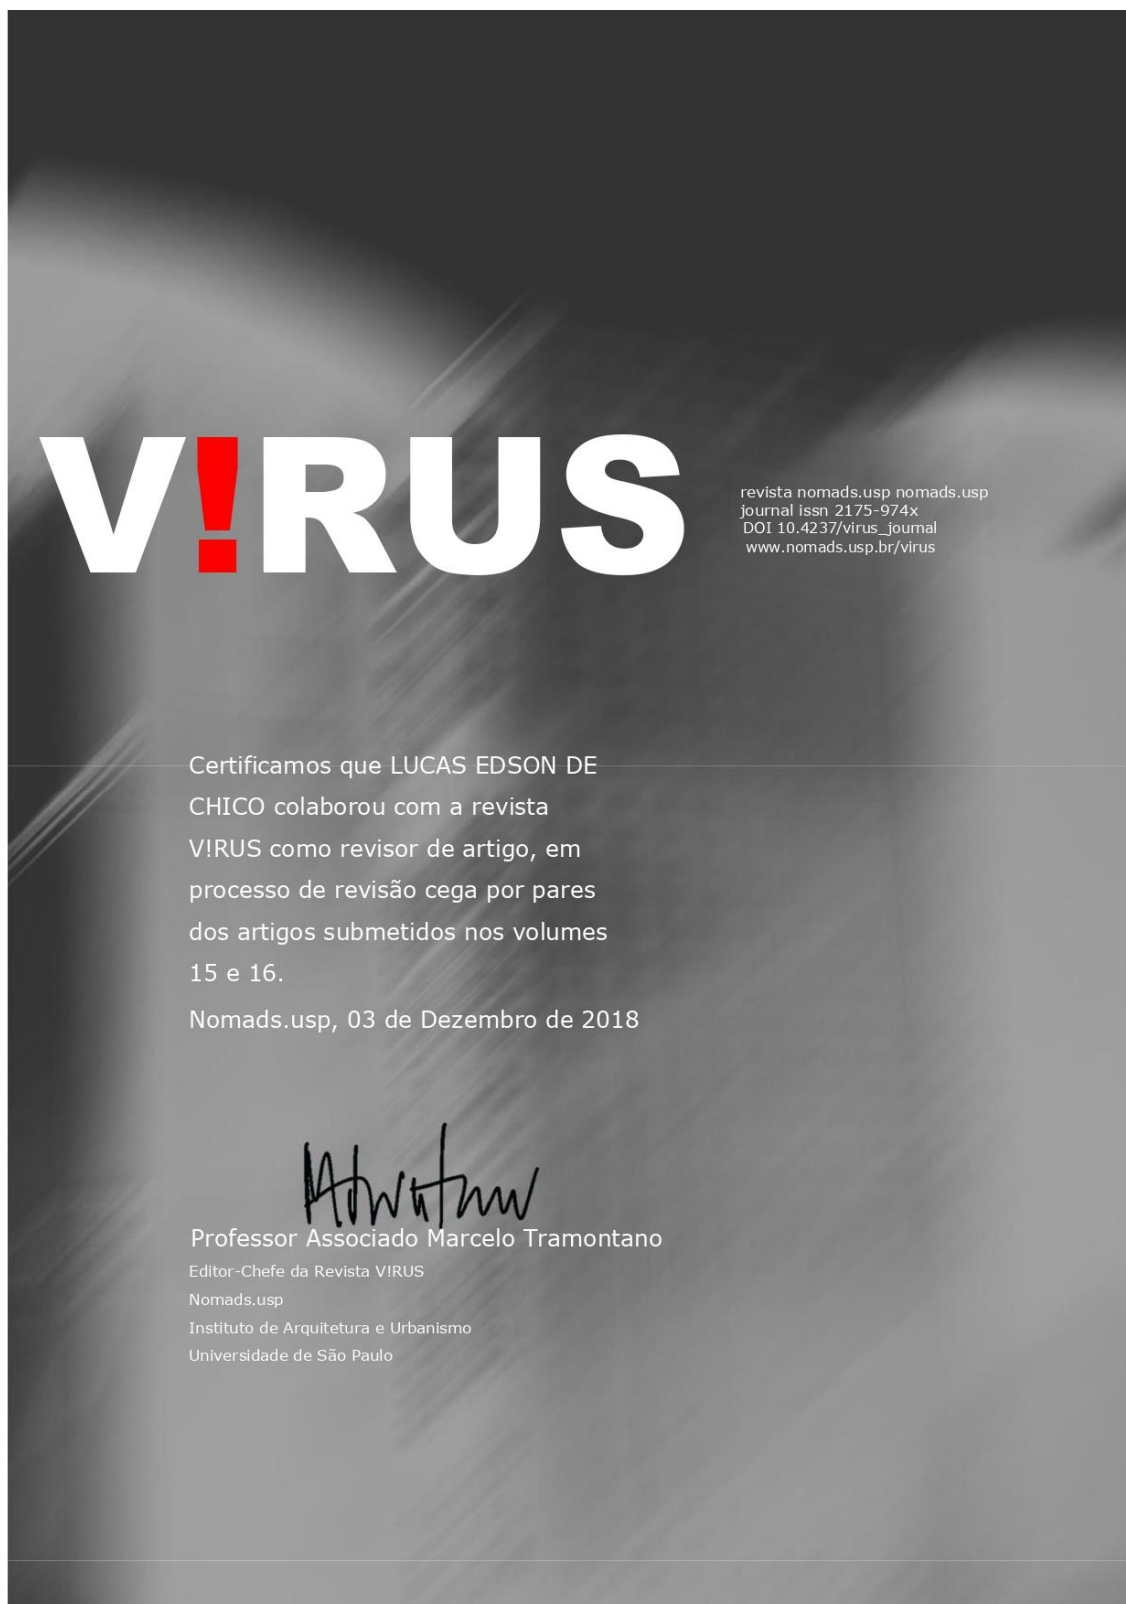 V!RUS
revista nomads.usp nomads.usp
journal issn 2175-974x
DOI 10.4237/virus_journal
www.nomads.usp.br/virus
Certificamos que LUCAS EDSON DE
CHICO colaborou com a revista
V!RUS como revisor de artigo, em
processo de revisão cega por pares
dos artigos submetidos nos volumes
15 e 16.
Nomads.usp, 03 de Dezembro de 2018
Professor Associado Marcelo Tramontano
Editor-Chefe da Revista V!RUS
Nomads.usp
Instituto de Arquitetura e Urbanismo
Universidade de São Paulo